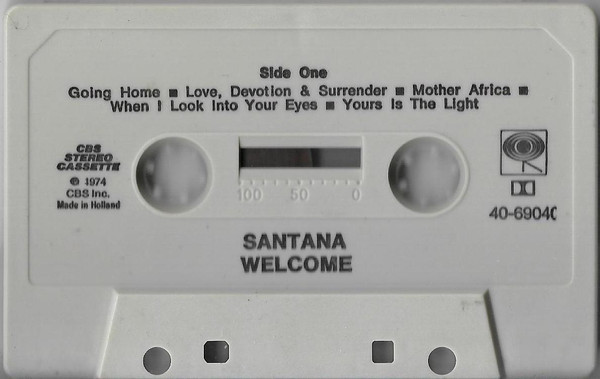 Side One
Going Home ■ Love, Devotion & Surrender ■ Mother Africa ■
When I Look Into Your Eyes ■ Yours Is The Light
CBS
STEREO
CASSETTE
℗ 1974
CBS Inc.
Made in Holland
100 50 0
40-69040
SANTANA
WELCOME